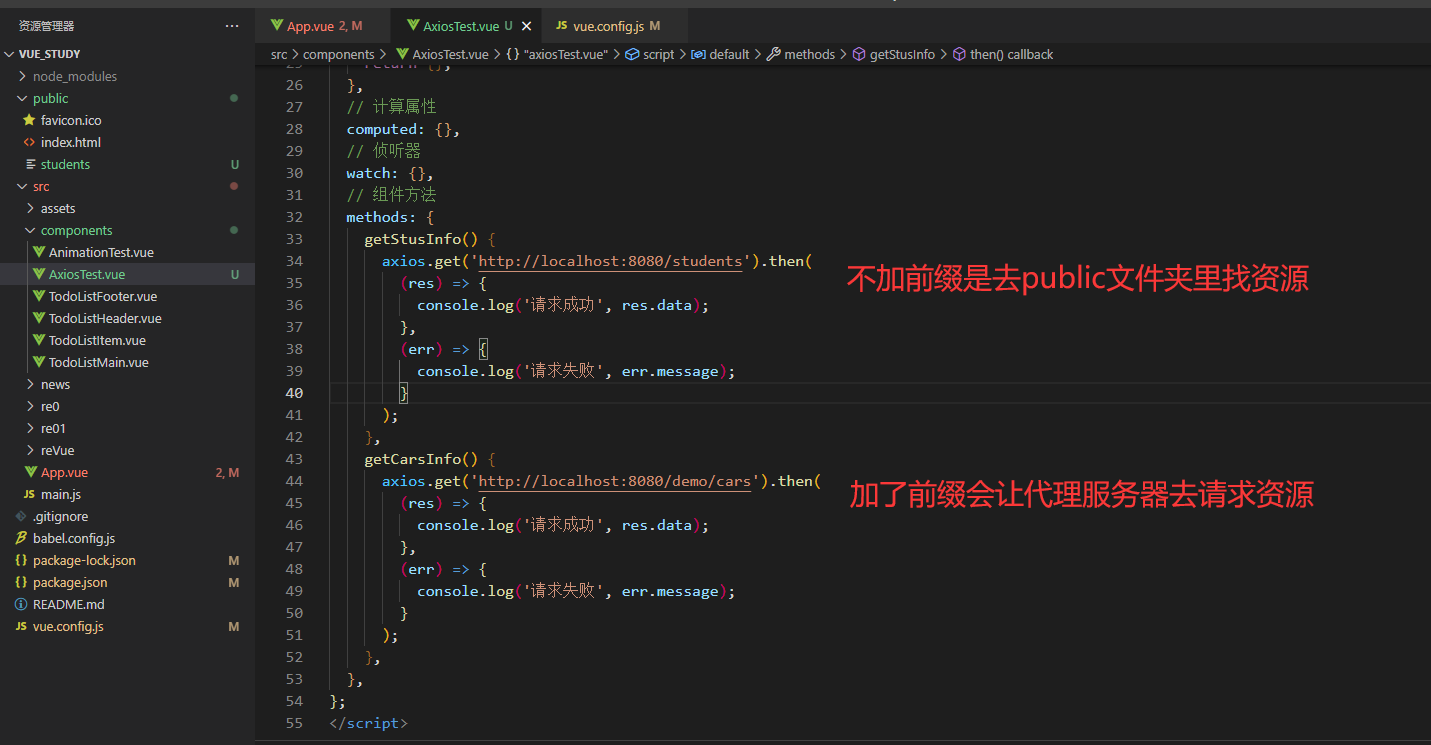 资源管理器
VUE_STUDY
node_modules
public
favicon.ico
index.html
students U
src
assets
components
AnimationTest.vue
AxiosTest.vue U
TodoListFooter.vue
TodoListHeader.vue
TodoListItem.vue
TodoListMain.vue
news
re0
re01
reVue
App.vue 2, M
JS main.js
.gitignore
babel.config.js
{} package-lock.json M
{} package.json M
README.md
JS vue.config.js M
App.vue 2, M AxiosTest.vue U JS vue.config.js M
src > components > AxiosTest.vue > {} "axiosTest.vue" > script > default > methods > getStusInfo > then() callback
26 },
27 // 计算属性
28 computed: {},
29 // 侦听器
30 watch: {},
31 // 组件方法
32 methods: {
33 getStusInfo() {
34 axios.get('http://localhost:8080/students').then(
35 (res) => {
36 console.log('请求成功', res.data);
37 },
38 (err) => {
39 console.log('请求失败', err.message);
40 }
41 );
42 },
43 getCarsInfo() {
44 axios.get('http://localhost:8080/demo/cars').then(
45 (res) => {
46 console.log('请求成功', res.data);
47 },
48 (err) => {
49 console.log('请求失败', err.message);
50 }
51 );
52 },
53 },
54 };
55 </script>
不加前缀是去public文件夹里找资源
加了前缀会让代理服务器去请求资源